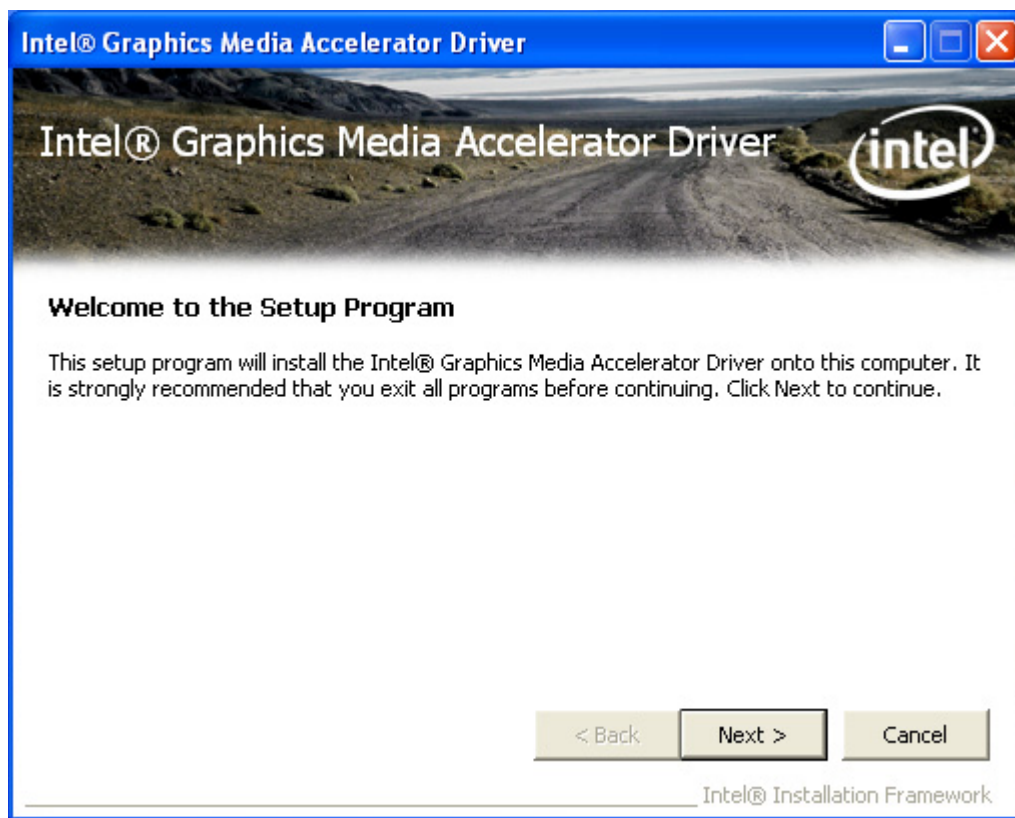 Intel® Graphics Media Accelerator Driver
Intel® Graphics Media Accelerator Driver
intel
Welcome to the Setup Program
This setup program will install the Intel® Graphics Media Accelerator Driver onto this computer. It
is strongly recommended that you exit all programs before continuing. Click Next to continue.
< Back
Next >
Cancel
Intel® Installation Framework